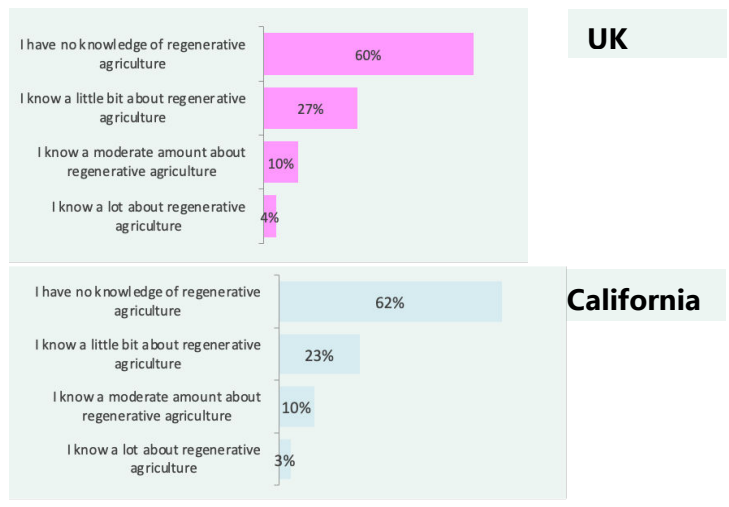 I have no knowledge of regenerative
agriculture
60%
UK
I know a little bit about regenerative
agriculture
27%
I know a moderate amount about
regenerative agriculture
10%
I know a lot about regenerative
agriculture
4%
I have no knowledge of regenerative
agriculture
62%
California
I know a little bit about regenerative
agriculture
23%
I know a moderate amount about
regenerative agriculture
10%
I know a lot about regenerative
agriculture
3%